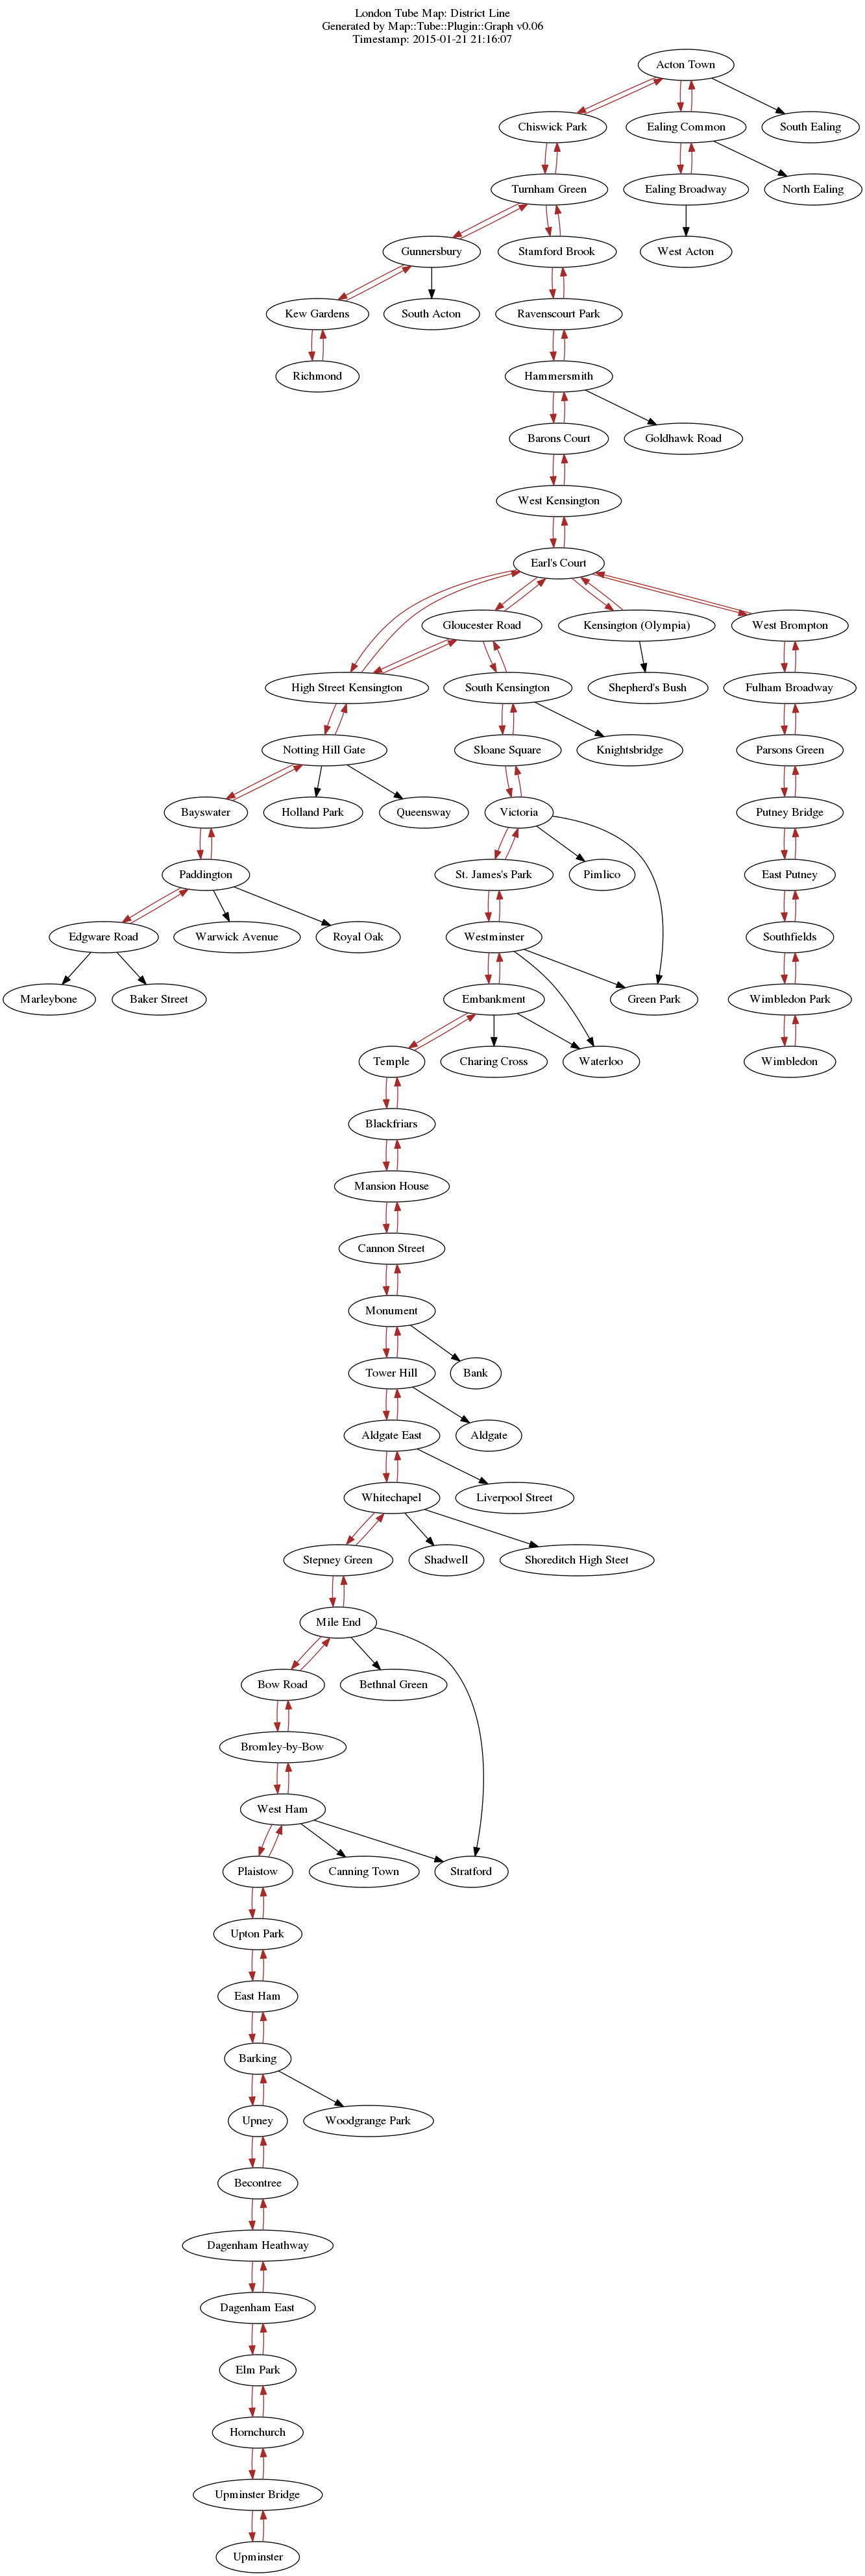 London Tube Map: District Line
Generated by Map::Tube::Plugin::Graph v0.06
Timestamp: 2015-01-21 21:16:07
Acton Town
Chiswick Park
Ealing Common
South Ealing
Turnham Green
Ealing Broadway
North Ealing
Gunnersbury
Stamford Brook
West Acton
Kew Gardens
South Acton
Ravenscourt Park
Richmond
Hammersmith
Barons Court
Goldhawk Road
West Kensington
Earl's Court
Gloucester Road
Kensington (Olympia)
West Brompton
High Street Kensington
South Kensington
Shepherd's Bush
Fulham Broadway
Notting Hill Gate
Sloane Square
Knightsbridge
Parsons Green
Bayswater
Holland Park
Queensway
Victoria
Putney Bridge
Paddington
St. James's Park
Pimlico
East Putney
Edgware Road
Warwick Avenue
Royal Oak
Westminster
Southfields
Marleybone
Baker Street
Embankment
Green Park
Wimbledon Park
Temple
Charing Cross
Waterloo
Wimbledon
Blackfriars
Mansion House
Cannon Street
Monument
Tower Hill
Bank
Aldgate East
Aldgate
Whitechapel
Liverpool Street
Stepney Green
Shadwell
Shoreditch High Steet
Mile End
Bow Road
Bethnal Green
Bromley-by-Bow
West Ham
Plaistow
Canning Town
Stratford
Upton Park
East Ham
Barking
Upney
Woodgrange Park
Becontree
Dagenham Heathway
Dagenham East
Elm Park
Hornchurch
Upminster Bridge
Upminster